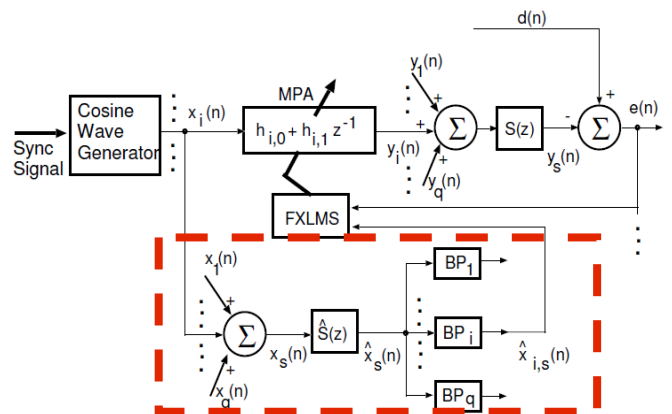 d(n)
y1(n)
MPA
Cosine
Wave
Generator
xi(n)
hi,0 + hi,1 z-1
+
+
+
Σ
S(z)
-
+
Σ
e(n)
Sync
Signal
yi(n)
yq(n)
ys(n)
FXLMS
x1(n)
+
+
+
Σ
xs(n)
Ŝ(z)
x̂s(n)
BP1
BPi
BPq
x̂i,s(n)
xq(n)